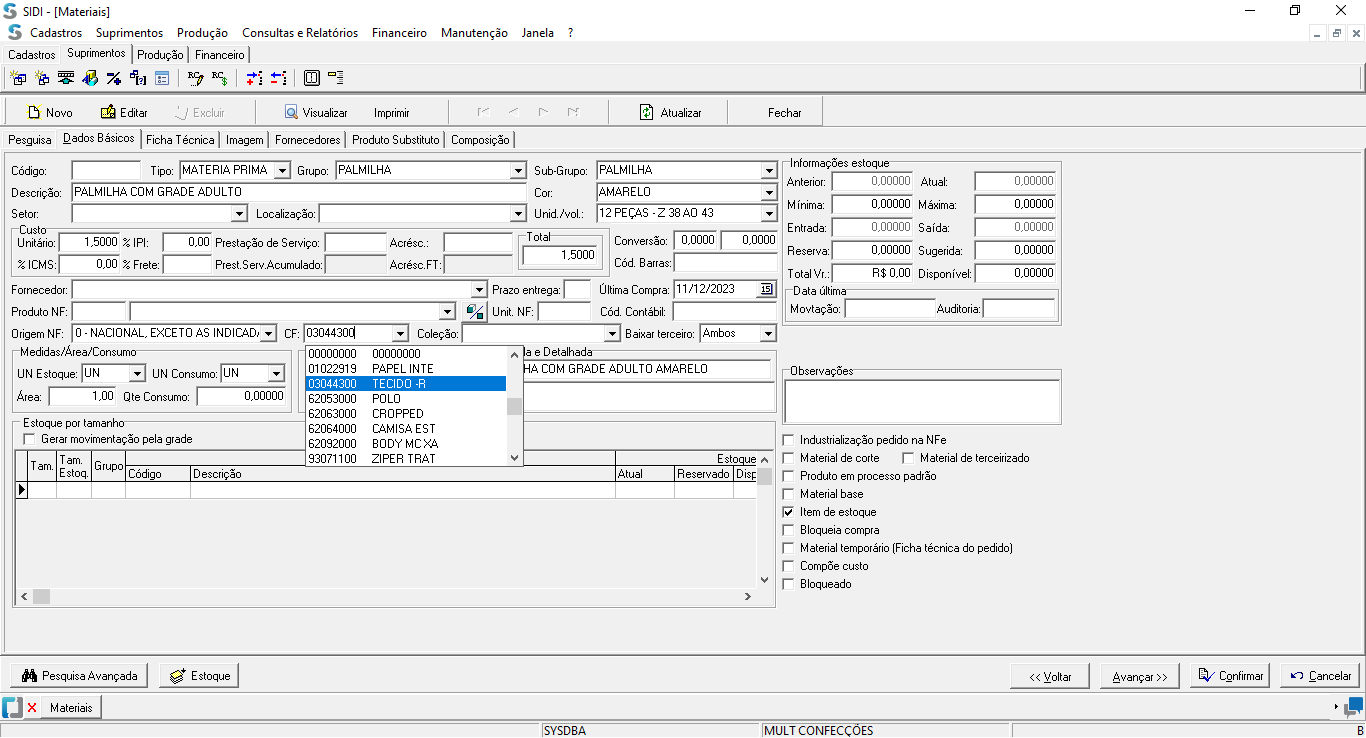 SIDI - [Materiais]
Cadastros Suprimentos Produção Consultas e Relatórios Financeiro Manutenção Janela ?
Cadastros Suprimentos Produção Financeiro
Novo Editar Excluir Visualizar Imprimir Atualizar Fechar
Pesquisa Dados Básicos Ficha Técnica Imagem Fornecedores Produto Substituto Composição
Código: Tipo: MATERIA PRIMA Grupo: PALMILHA Sub-Grupo: PALMILHA
Descrição: PALMILHA COM GRADE ADULTO Cor: AMARELO
Setor: Localização: Unid./vol.: 12 PEÇAS - Z 38 AO 43
Custo
Unitário: 1,5000 % IPI: 0,00 Prestação de Serviço: Acrésc.: Total 1,5000 Conversão: 0,0000 0,0000
% ICMS: 0,00 % Frete: Prest.Serv.Acumulado: Acrésc.FT: Cód. Barras:
Fornecedor: Prazo entrega: Última Compra: 11/12/2023 15
Produto NF: Unit. NF: Cód. Contábil:
Origem NF: 0 - NACIONAL, EXCETO AS INDICADA CF: 03044300 Coleção: Baixar terceiro: Ambos
Informações estoque
Anterior: 0,00000 Atual: 0,00000
Mínima: 0,00000 Máxima: 0,00000
Entrada: 0,00000 Saída: 0,00000
Reserva: 0,00000 Sugerida: 0,00000
Total Vr.: R$ 0,00 Disponível: 0,00000
Data última
Movtação: Auditoria:
Medidas/Área/Consumo
UN Estoque: UN UN Consumo: UN
Área: 1,00 Qte Consumo: 0,00000
00000000 00000000
01022919 PAPEL INTE
03044300 TECIDO -R
62053000 POLO
62063000 CROPPED
62064000 CAMISA EST
62092000 BODY MC XA
93071100 ZIPER TRAT
da e Detalhada
HA COM GRADE ADULTO AMARELO
Observações
Estoque por tamanho
Gerar movimentação pela grade
Tam. Tam. Estoq. Grupo Código Descrição Estoque Atual Reservado Disp
Industrialização pedido na NFe
Material de corte Material de terceirizado
Produto em processo padrão
Material base
Item de estoque
Bloqueia compra
Material temporário (Ficha técnica do pedido)
Compõe custo
Bloqueado
Pesquisa Avançada Estoque << Voltar Avançar >> Confirmar Cancelar
Materiais
SYSDBA MULT CONFECÇÕES B